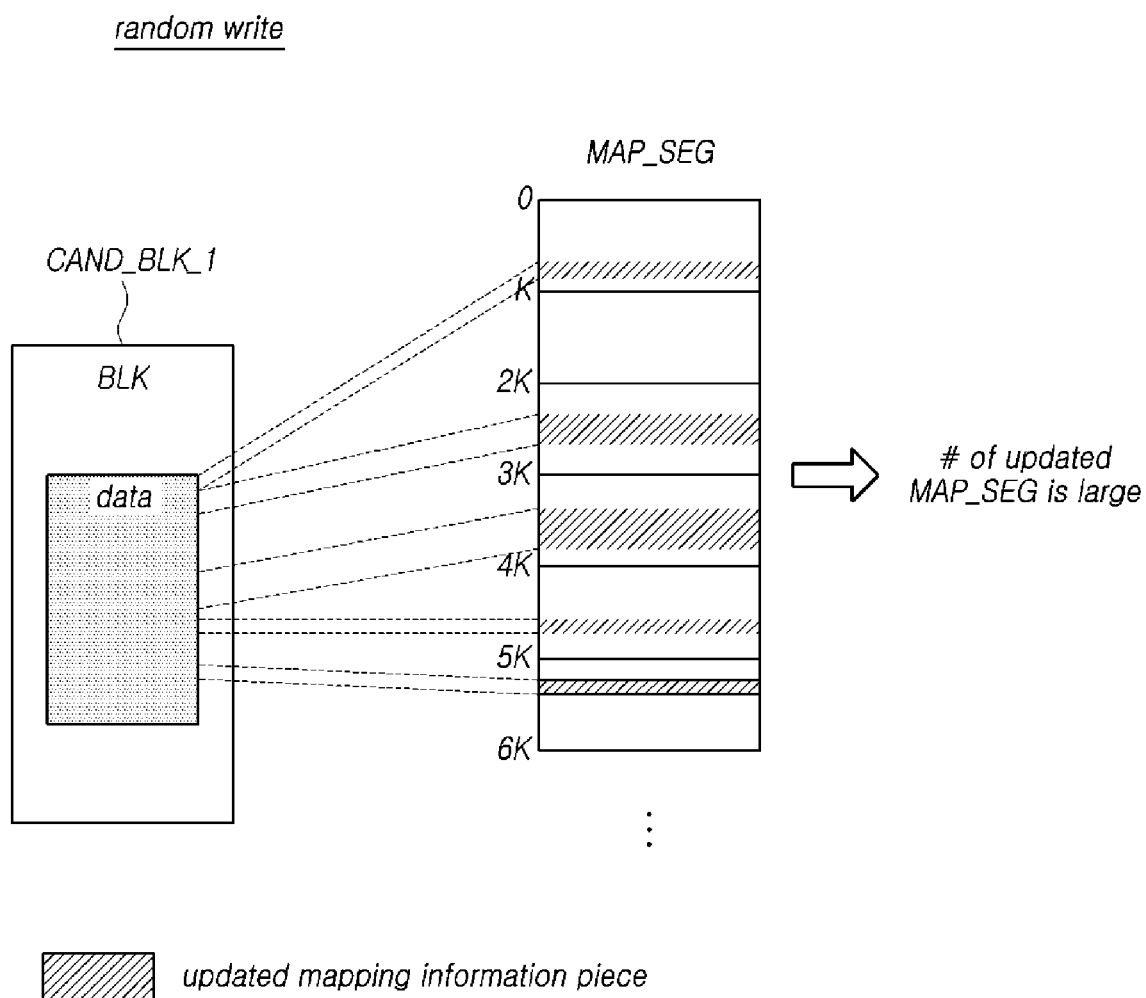 random write
MAP_SEG
0
CAND_BLK_1
K
BLK
2K
data
3K
# of updated
MAP_SEG is large
4K
5K
6K
⋮
updated mapping information piece